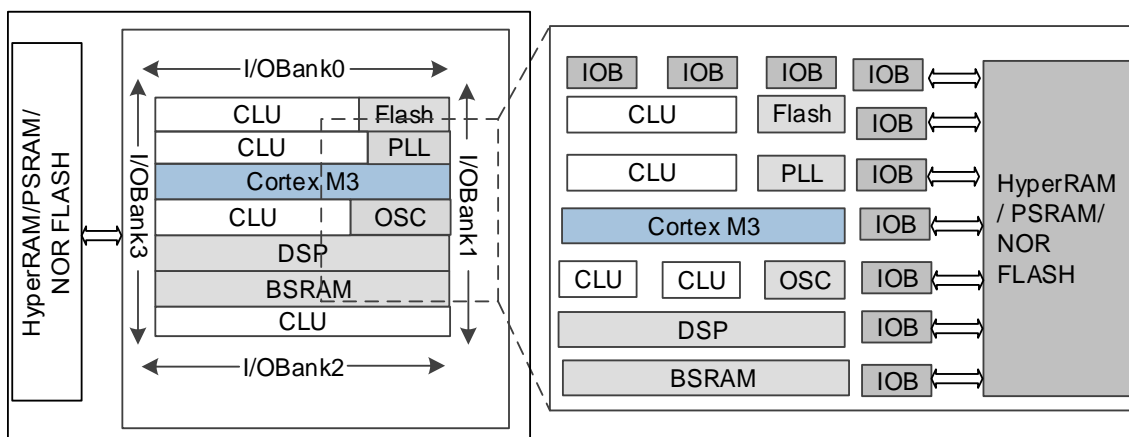 HyperRAM/PSRAM/
NOR FLASH
I/OBank0
I/OBank3
CLU
Flash
CLU
PLL
Cortex M3
CLU
OSC
DSP
BSRAM
CLU
I/OBank1
I/OBank2
IOB
IOB
IOB
IOB
CLU
Flash
IOB
CLU
PLL
IOB
Cortex M3
IOB
CLU
CLU
OSC
IOB
DSP
IOB
BSRAM
IOB
HyperRAM
/ PSRAM/
NOR
FLASH